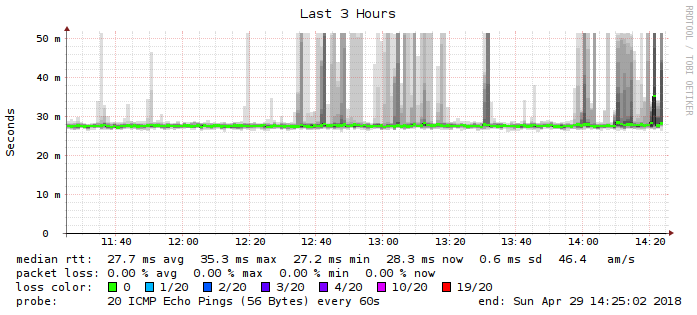 Last 3 Hours
RRDTOOL / TOBI OETIKER
Seconds
50 m
40 m
30 m
20 m
10 m
0
11:40 12:00 12:20 12:40 13:00 13:20 13:40 14:00 14:20
median rtt: 27.7 ms avg 35.3 ms max 27.2 ms min 28.3 ms now 0.6 ms sd 46.4 am/s
packet loss: 0.00 % avg 0.00 % max 0.00 % min 0.00 % now
loss color: 0 1/20 2/20 3/20 4/20 10/20 19/20
probe: 20 ICMP Echo Pings (56 Bytes) every 60s end: Sun Apr 29 14:25:02 2018